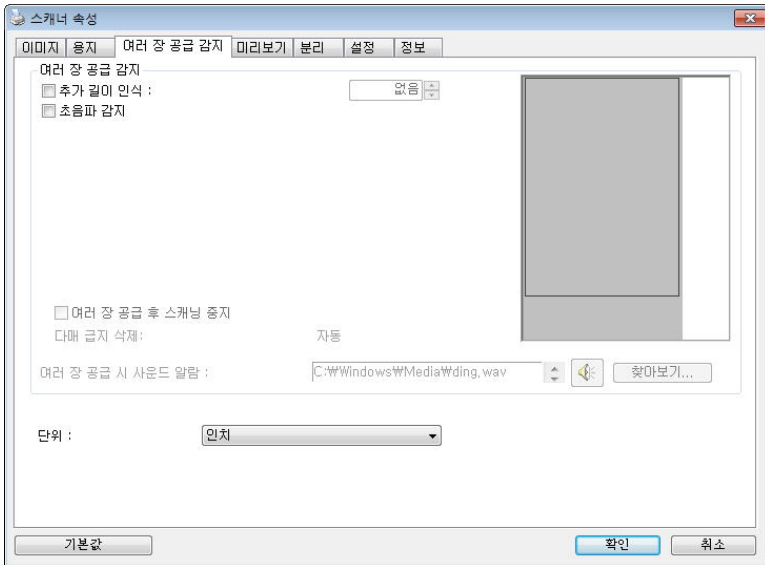 스캐너 속성
이미지 용지 여러 장 공급 감지 미리보기 분리 설정 정보
여러 장 공급 감지
추가 길이 인식 : 없음
초음파 감지
여러 장 공급 후 스캐닝 중지
다매 급지 삭제: 자동
여러 장 공급 시 사운드 알람 : C:₩Windows₩Media₩ding.wav 찾아보기...
단위 : 인치
기본값 확인 취소